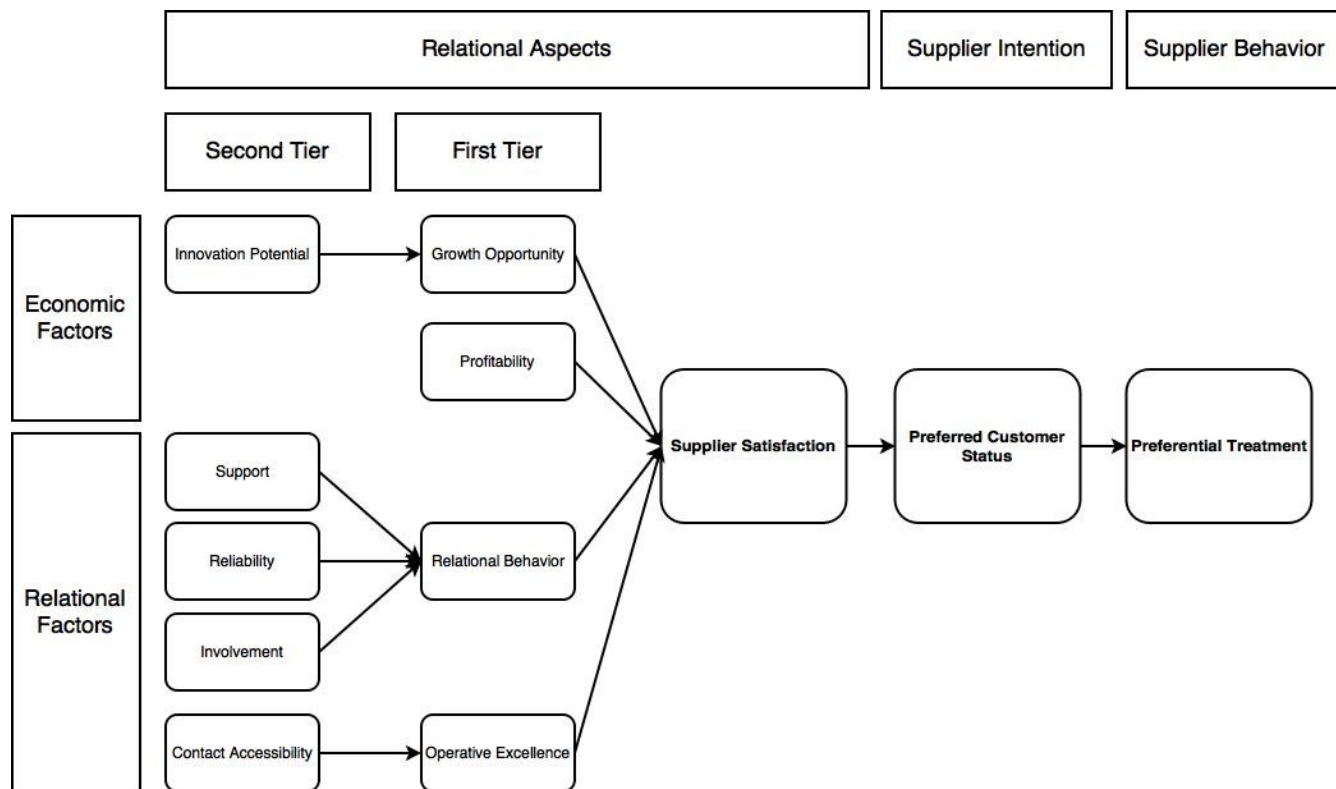 Relational Aspects
Supplier Intention
Supplier Behavior
Second Tier
First Tier
Economic
Factors
Innovation Potential
Growth Opportunity
Profitability
Supplier Satisfaction
Preferred Customer
Status
Preferential Treatment
Relational
Factors
Support
Reliability
Relational Behavior
Involvement
Contact Accessibility
Operative Excellence